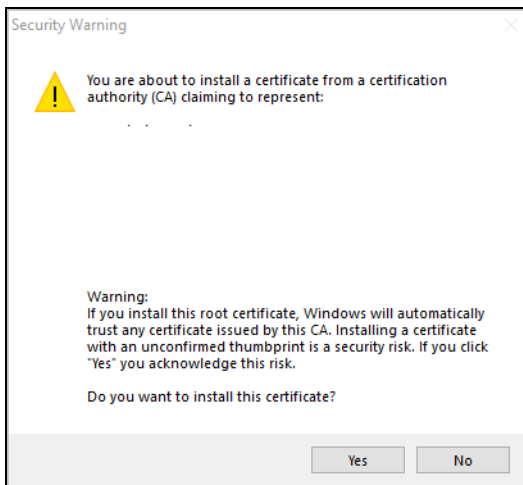 Security Warning
You are about to install a certificate from a certification
authority (CA) claiming to represent:
Warning:
If you install this root certificate, Windows will automatically
trust any certificate issued by this CA. Installing a certificate
with an unconfirmed thumbprint is a security risk. If you click
"Yes" you acknowledge this risk.
Do you want to install this certificate?
Yes
No